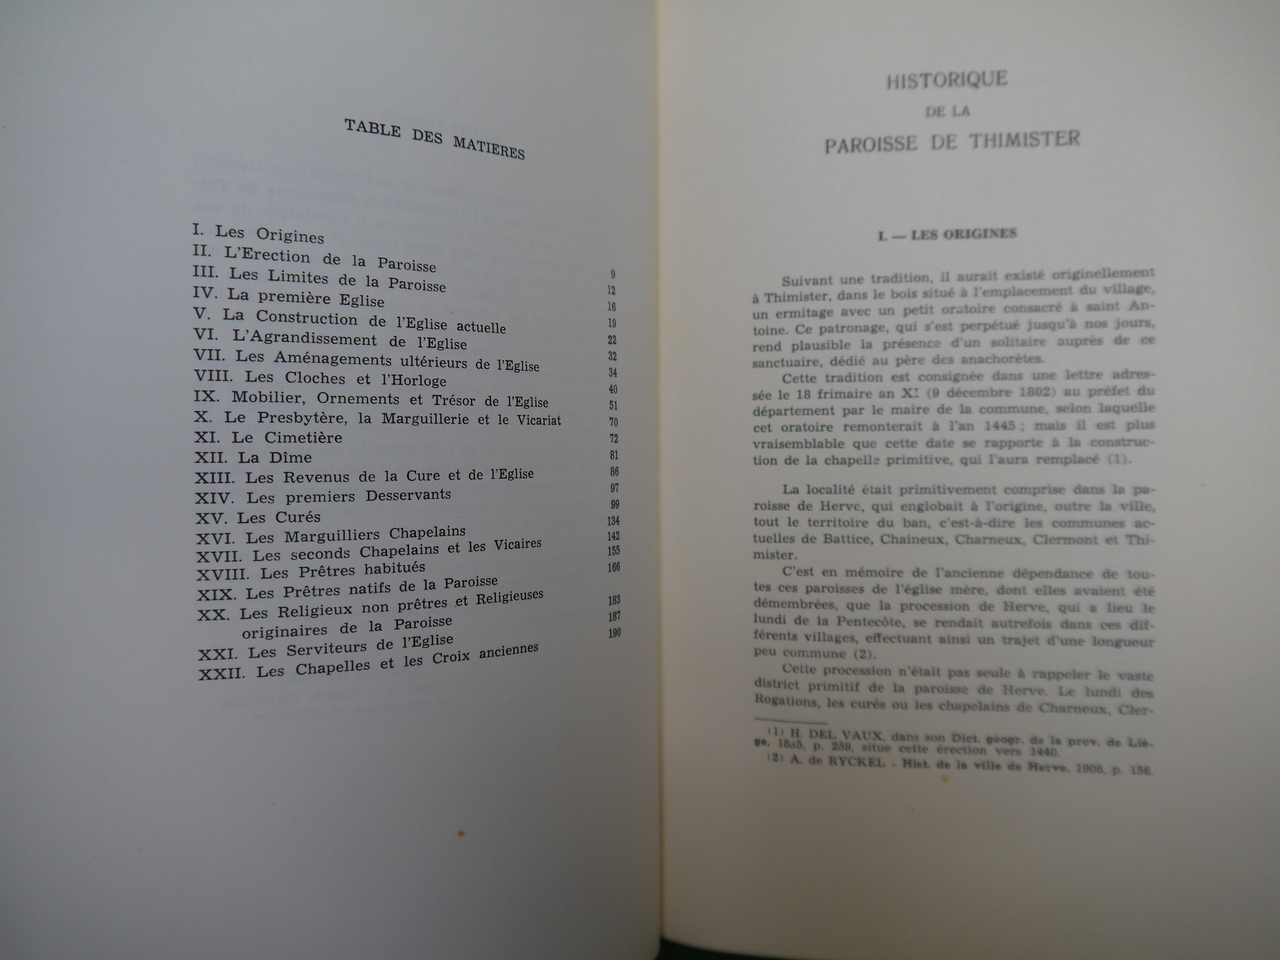 TABLE DES MATIERES
I. Les Origines
II. L'Erection de la Paroisse 9
III. Les Limites de la Paroisse 12
IV. La première Eglise 16
V. La Construction de l'Eglise actuelle 19
VI. L'Agrandissement de l'Eglise 22
VII. Les Aménagements ultérieurs de l'Eglise 32
VIII. Les Cloches et l'Horloge 34
IX. Mobilier, Ornements et Trésor de l'Eglise 40
X. Le Presbytère, la Marguillerie et le Vicariat 51
XI. Le Cimetière 70
XII. La Dîme 72
XIII. Les Revenus de la Cure et de l'Eglise 81
XIV. Les premiers Desservants 86
XV. Les Curés 97
XVI. Les Marguilliers Chapelains 99
XVII. Les seconds Chapelains et les Vicaires 134
XVIII. Les Prêtres habitués 142
XIX. Les Prêtres natifs de la Paroisse 155
XX. Les Religieux non prêtres et Religieuses 166
originaires de la Paroisse
XXI. Les Serviteurs de l'Eglise 183
XXII. Les Chapelles et les Croix anciennes 187
190
HISTORIQUE
DE LA
PAROISSE DE THIMISTER
I. — LES ORIGINES
Suivant une tradition, il aurait existé originellement
à Thimister, dans le bois situé à l'emplacement du village,
un ermitage avec un petit oratoire consacré à saint An-
toine. Ce patronage, qui s'est perpétué jusqu'à nos jours,
rend plausible la présence d'un solitaire auprès de ce
sanctuaire, dédié au père des anachorètes.
Cette tradition est consignée dans une lettre adres-
sée le 18 frimaire an XI (9 décembre 1802) au préfet du
département par le maire de la commune, selon laquelle
cet oratoire remonterait à l'an 1445 ; mais il est plus
vraisemblable que cette date se rapporte à la construc-
tion de la chapelle primitive, qui l'aura remplacé (1).
La localité était primitivement comprise dans la pa-
roisse de Herve, qui englobait à l'origine, outre la ville,
tout le territoire du ban, c'est-à-dire les communes ac-
tuelles de Battice, Chaineux, Charneux, Clermont et Thi-
mister.
C'est en mémoire de l'ancienne dépendance de tou-
tes ces paroisses de l'église mère, dont elles avaient été
démembrées, que la procession de Herve, qui a lieu le
lundi de la Pentecôte, se rendait autrefois dans ces dif-
férents villages, effectuant ainsi un trajet d'une longueur
peu commune (2).
Cette procession n'était pas seule à rappeler le vaste
district primitif de la paroisse de Herve. Le lundi des
Rogations, les curés ou les chapelains de Charneux, Cler-
(1) H. DEL VAUX, dans son Dict. géogr. de la prov. de Liè-
ge, 1835, p. 259, situe cette érection vers 1440.
(2) A. de RYCKEL - Hist. de la ville de Herve, 1906, p. 156.